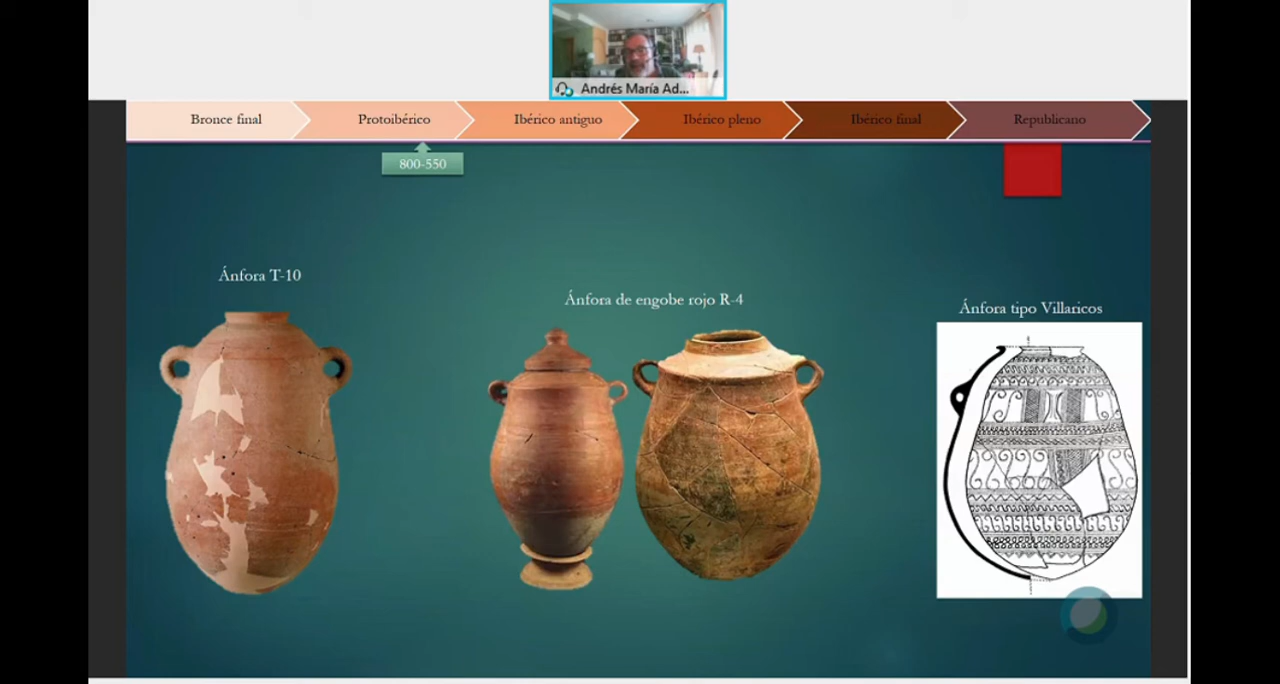 Andrés María Ad...
Bronce final
Protoibérico
Ibérico antiguo
Ibérico pleno
Ibérico final
Republicano
800-550
Ánfora T-10
Ánfora de engobe rojo R-4
Ánfora tipo Villaricos